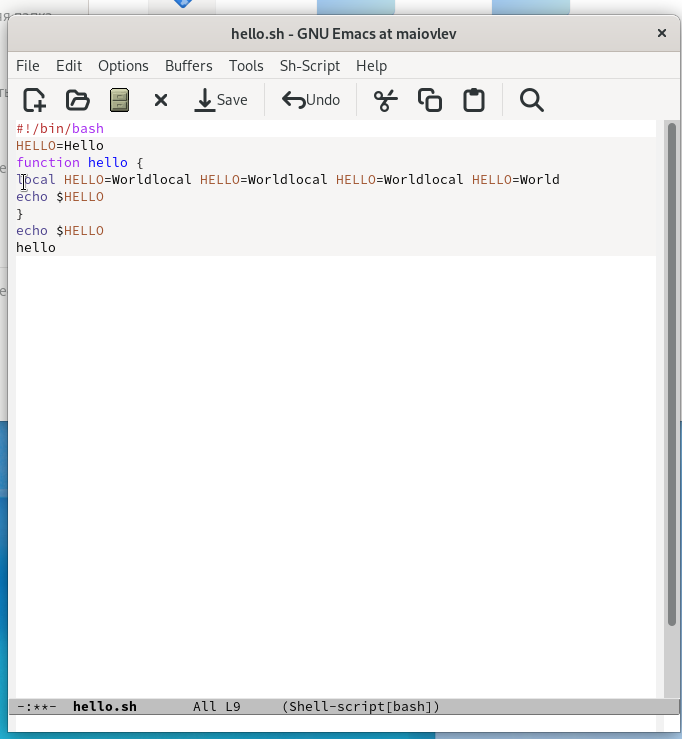 hello.sh - GNU Emacs at maiovlev
File Edit Options Buffers Tools Sh-Script Help
Save Undo
#!/bin/bash
HELLO=Hello
function hello {
local HELLO=Worldlocal HELLO=Worldlocal HELLO=Worldlocal HELLO=World
echo $HELLO
}
echo $HELLO
hello
-:**- hello.sh All L9 (Shell-script[bash])